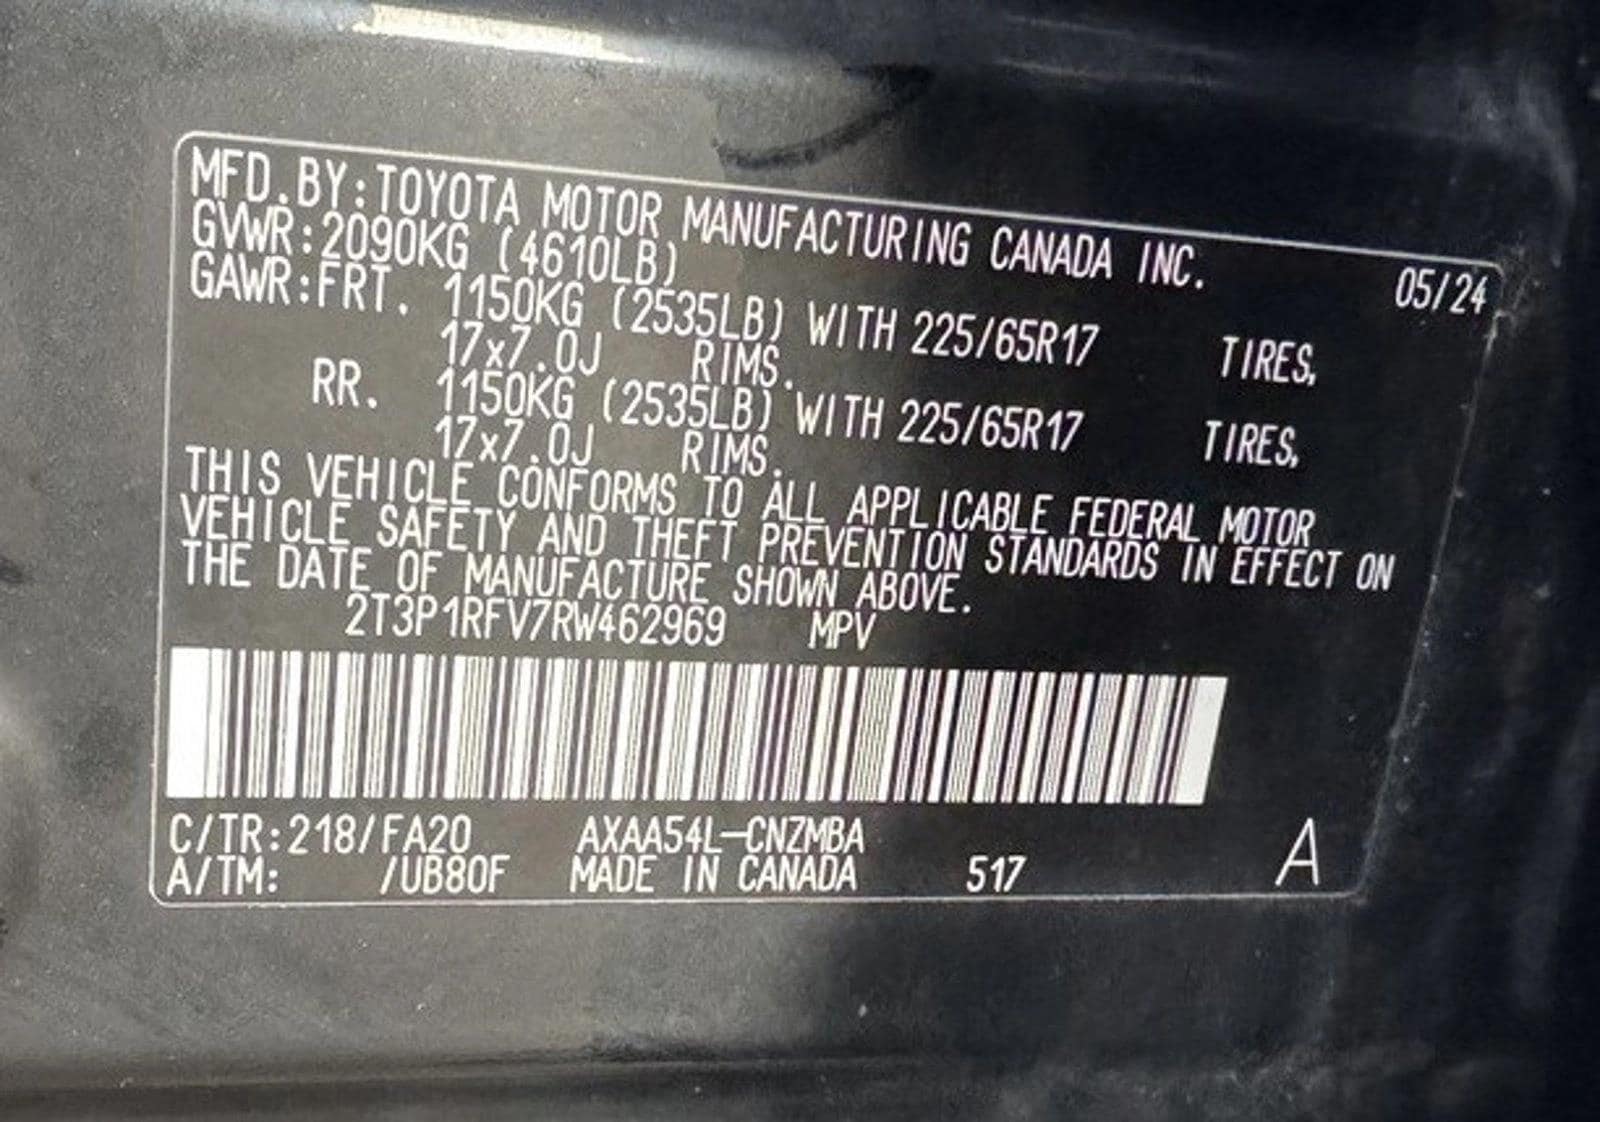 MFD.BY:TOYOTA MOTOR MANUFACTURING CANADA INC. 05/24
GVWR:2090KG (4610LB)
GAWR:FRT. 1150KG (2535LB) WITH 225/65R17 TIRES,
17x7.0J RIMS.
RR. 1150KG (2535LB) WITH 225/65R17 TIRES,
17x7.0J RIMS.
THIS VEHICLE CONFORMS TO ALL APPLICABLE FEDERAL MOTOR
VEHICLE SAFETY AND THEFT PREVENTION STANDARDS IN EFFECT ON
THE DATE OF MANUFACTURE SHOWN ABOVE.
2T3P1RFV7RW462969 MPV
C/TR:218/FA20 AXAA54L-CNZMBA
A/TM: /UB80F MADE IN CANADA 517 A